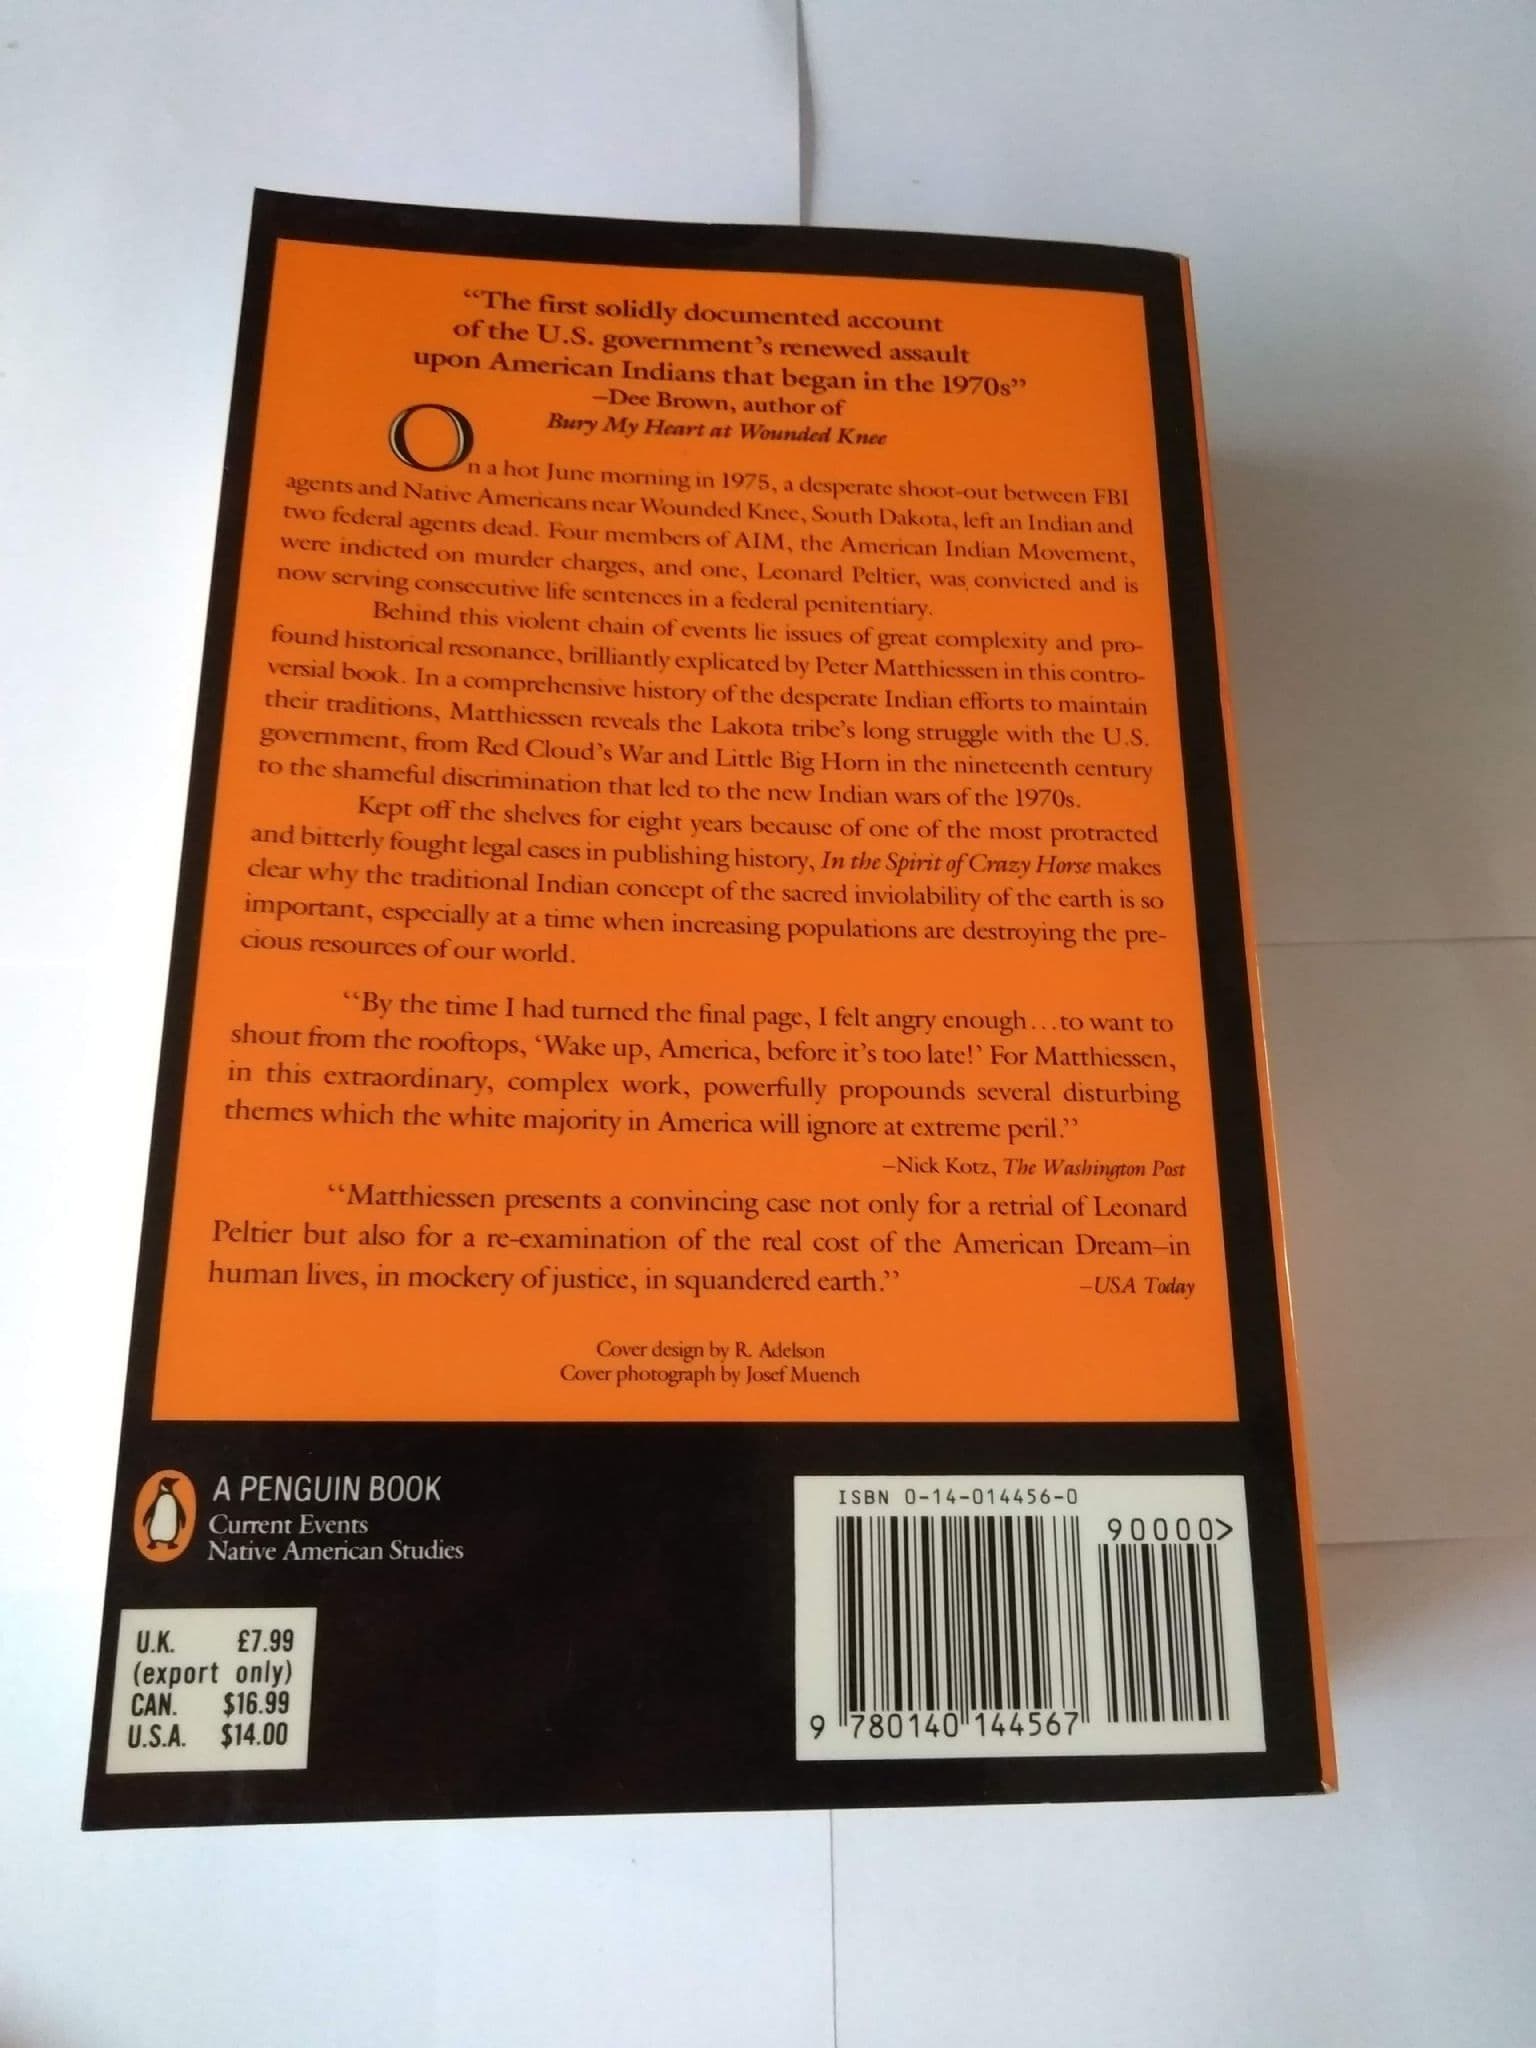 “The first solidly documented account
of the U.S. government’s renewed assault
upon American Indians that began in the 1970s”
–Dee Brown, author of
Bury My Heart at Wounded Knee
On a hot June morning in 1975, a desperate shoot-out between FBI
agents and Native Americans near Wounded Knee, South Dakota, left an Indian and
two federal agents dead. Four members of AIM, the American Indian Movement,
were indicted on murder charges, and one, Leonard Peltier, was convicted and is
now serving consecutive life sentences in a federal penitentiary.
Behind this violent chain of events lie issues of great complexity and pro-
found historical resonance, brilliantly explicated by Peter Matthiessen in this contro-
versial book. In a comprehensive history of the desperate Indian efforts to maintain
their traditions, Matthiessen reveals the Lakota tribe’s long struggle with the U.S.
government, from Red Cloud’s War and Little Big Horn in the nineteenth century
to the shameful discrimination that led to the new Indian wars of the 1970s.
Kept off the shelves for eight years because of one of the most protracted
and bitterly fought legal cases in publishing history, In the Spirit of Crazy Horse makes
clear why the traditional Indian concept of the sacred inviolability of the earth is so
important, especially at a time when increasing populations are destroying the pre-
cious resources of our world.
“By the time I had turned the final page, I felt angry enough...to want to
shout from the rooftops, ‘Wake up, America, before it’s too late!’ For Matthiessen,
in this extraordinary, complex work, powerfully propounds several disturbing
themes which the white majority in America will ignore at extreme peril.”
–Nick Kotz, The Washington Post
“Matthiessen presents a convincing case not only for a retrial of Leonard
Peltier but also for a re-examination of the real cost of the American Dream–in
human lives, in mockery of justice, in squandered earth.” –USA Today
Cover design by R. Adelson
Cover photograph by Josef Muench
A PENGUIN BOOK
Current Events
Native American Studies
U.K. £7.99
(export only)
CAN. $16.99
U.S.A. $14.00
ISBN 0-14-014456-0
90000>
9 780140 144567